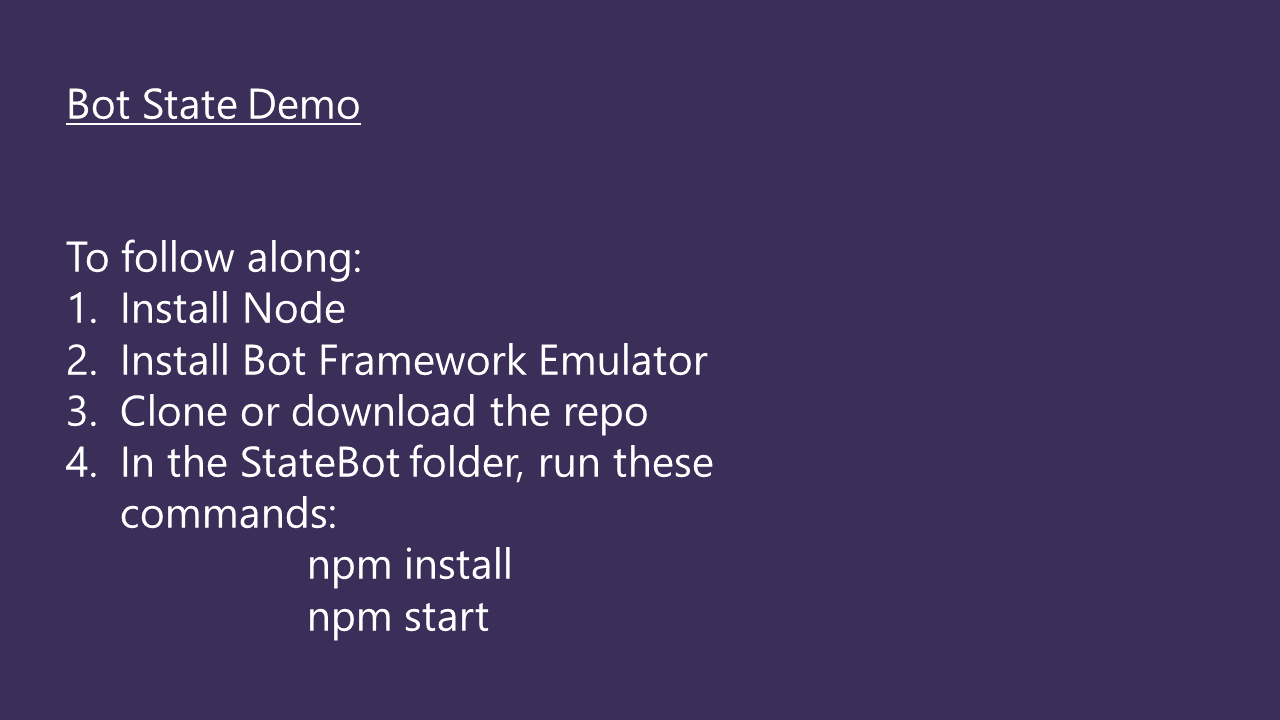 Bot State Demo
To follow along:
1. Install Node
2. Install Bot Framework Emulator
3. Clone or download the repo
4. In the StateBot folder, run these
commands:
npm install
npm start